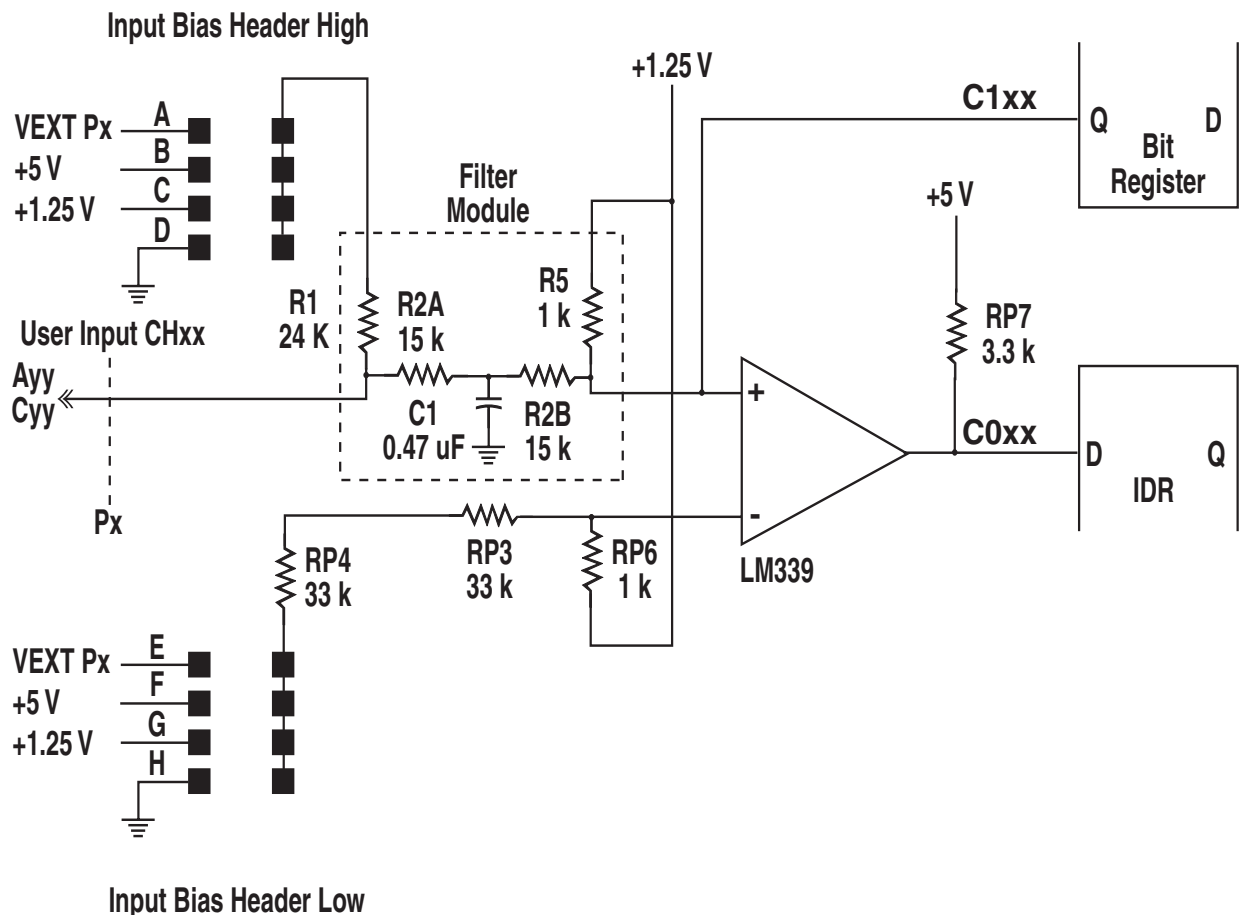 Input Bias Header High
VEXT Px
A
+5 V
B
+1.25 V
C
D
Filter
Module
+1.25 V
C1xx
Q
D
Bit
Register
+5 V
R1
24 K
R2A
15 k
R5
1 k
RP7
3.3 k
User Input CHxx
Ayy
Cyy
C1
0.47 uF
R2B
15 k
+
-
LM339
C0xx
D
Q
IDR
Px
RP4
33 k
RP3
33 k
RP6
1 k
VEXT Px
E
+5 V
F
+1.25 V
G
H
Input Bias Header Low